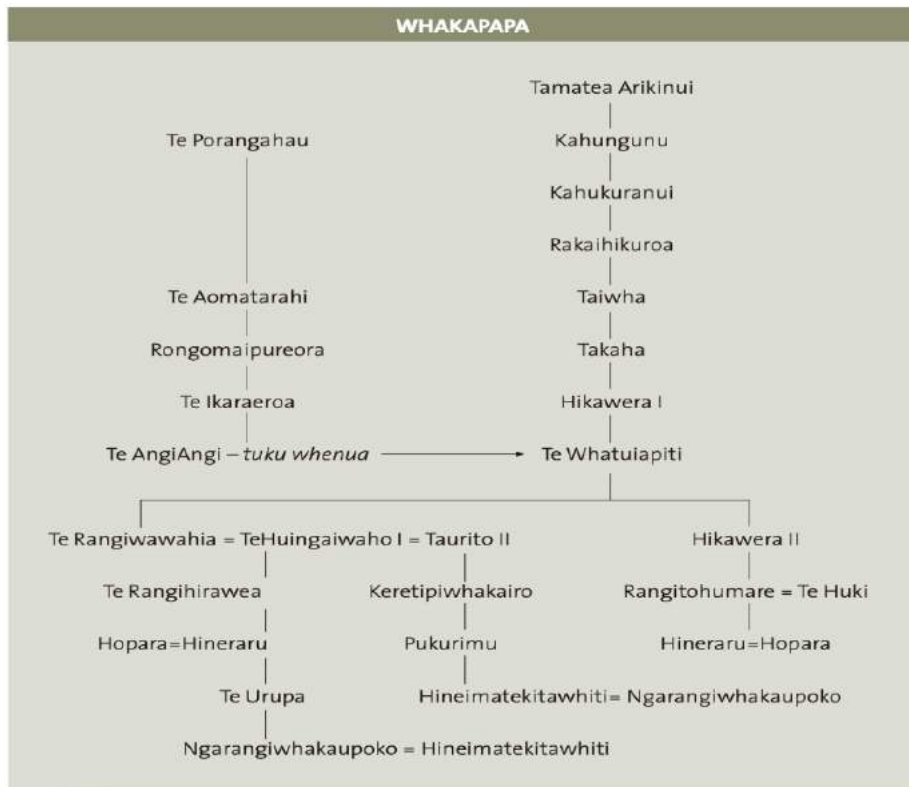 WHAKAPAPA
Tamatea Arikinui
Te Porangahau Kahungunu
Kahukuranui
Rakaihikuroa
Te Aomatarahi Taiwha
Rongomaipureora Takaha
Te Ikaraeroa Hikawera I
Te AngiAngi – tuku whenua Te Whatuiapiti
Te Rangiwawahia = TeHuingaiwaho I = Taurito II Hikawera II
Te Rangihirawea Keretipiwhakairo Rangitohumare = Te Huki
Hopara=Hineraru Pukurimu Hineraru=Hopara
Te Urupa Hineimatekitawhiti= Ngarangiwhakaupoko
Ngarangiwhakaupoko = Hineimatekitawhiti